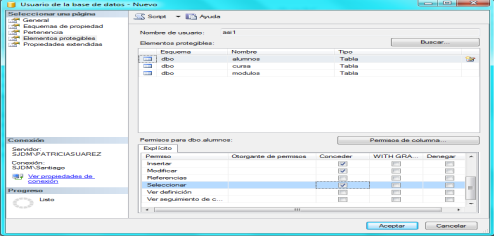 Usuario de la base de datos - Nuevo
Seleccionar una página
General
Esquemas de propiedad
Pertenencia
Elementos protegibles
Propiedades extendidas
Script
Ayuda
Nombre de usuario: asi1
Elementos protegibles:
Buscar...
Esquema Nombre Tipo
dbo alumnos Tabla
dbo cursa Tabla
dbo modulos Tabla
Permisos para dbo.alumnos:
Permisos de columna...
Explícito
Permiso Otorgante de permisos Conceder WITH GRA... Denegar
Insertar
Modificar
Referencias
Seleccionar
Ver definición
Ver seguimiento de c...
Conexión
Servidor:
SJDM\PATRICIASUAREZ
Conexión:
SJDM\Santiago
Ver propiedades de
conexión
Progreso
Listo
Aceptar
Cancelar